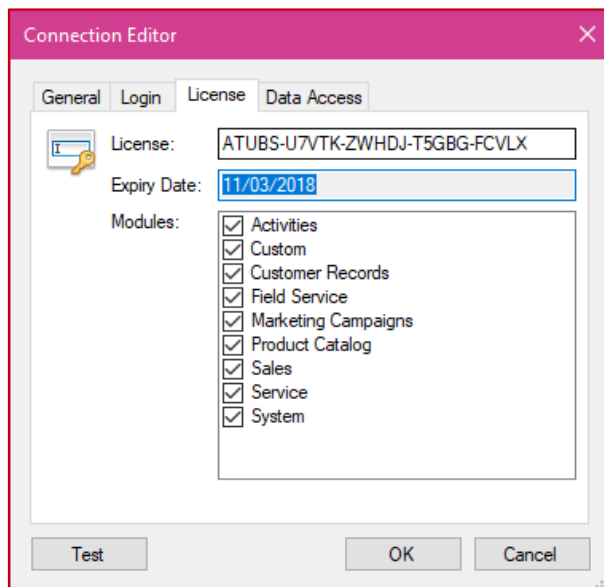 Connection Editor
General Login License Data Access
License: ATUBS-U7VTK-ZWHDJ-T5GBG-FCVLX
Expiry Date: 11/03/2018
Modules:
Activities
Custom
Customer Records
Field Service
Marketing Campaigns
Product Catalog
Sales
Service
System
Test OK Cancel